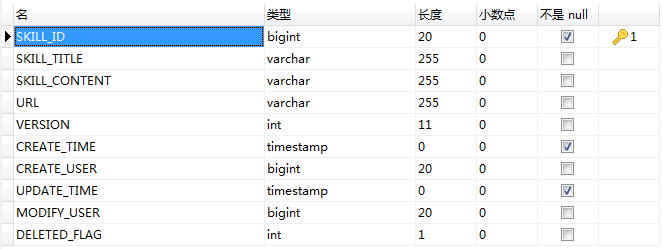 名 类型 长度 小数点 不是 null
SKILL_ID bigint 20 0 1
SKILL_TITLE varchar 255 0
SKILL_CONTENT varchar 255 0
URL varchar 255 0
VERSION int 11 0
CREATE_TIME timestamp 0 0
CREATE_USER bigint 20 0
UPDATE_TIME timestamp 0 0
MODIFY_USER bigint 20 0
DELETED_FLAG int 1 0